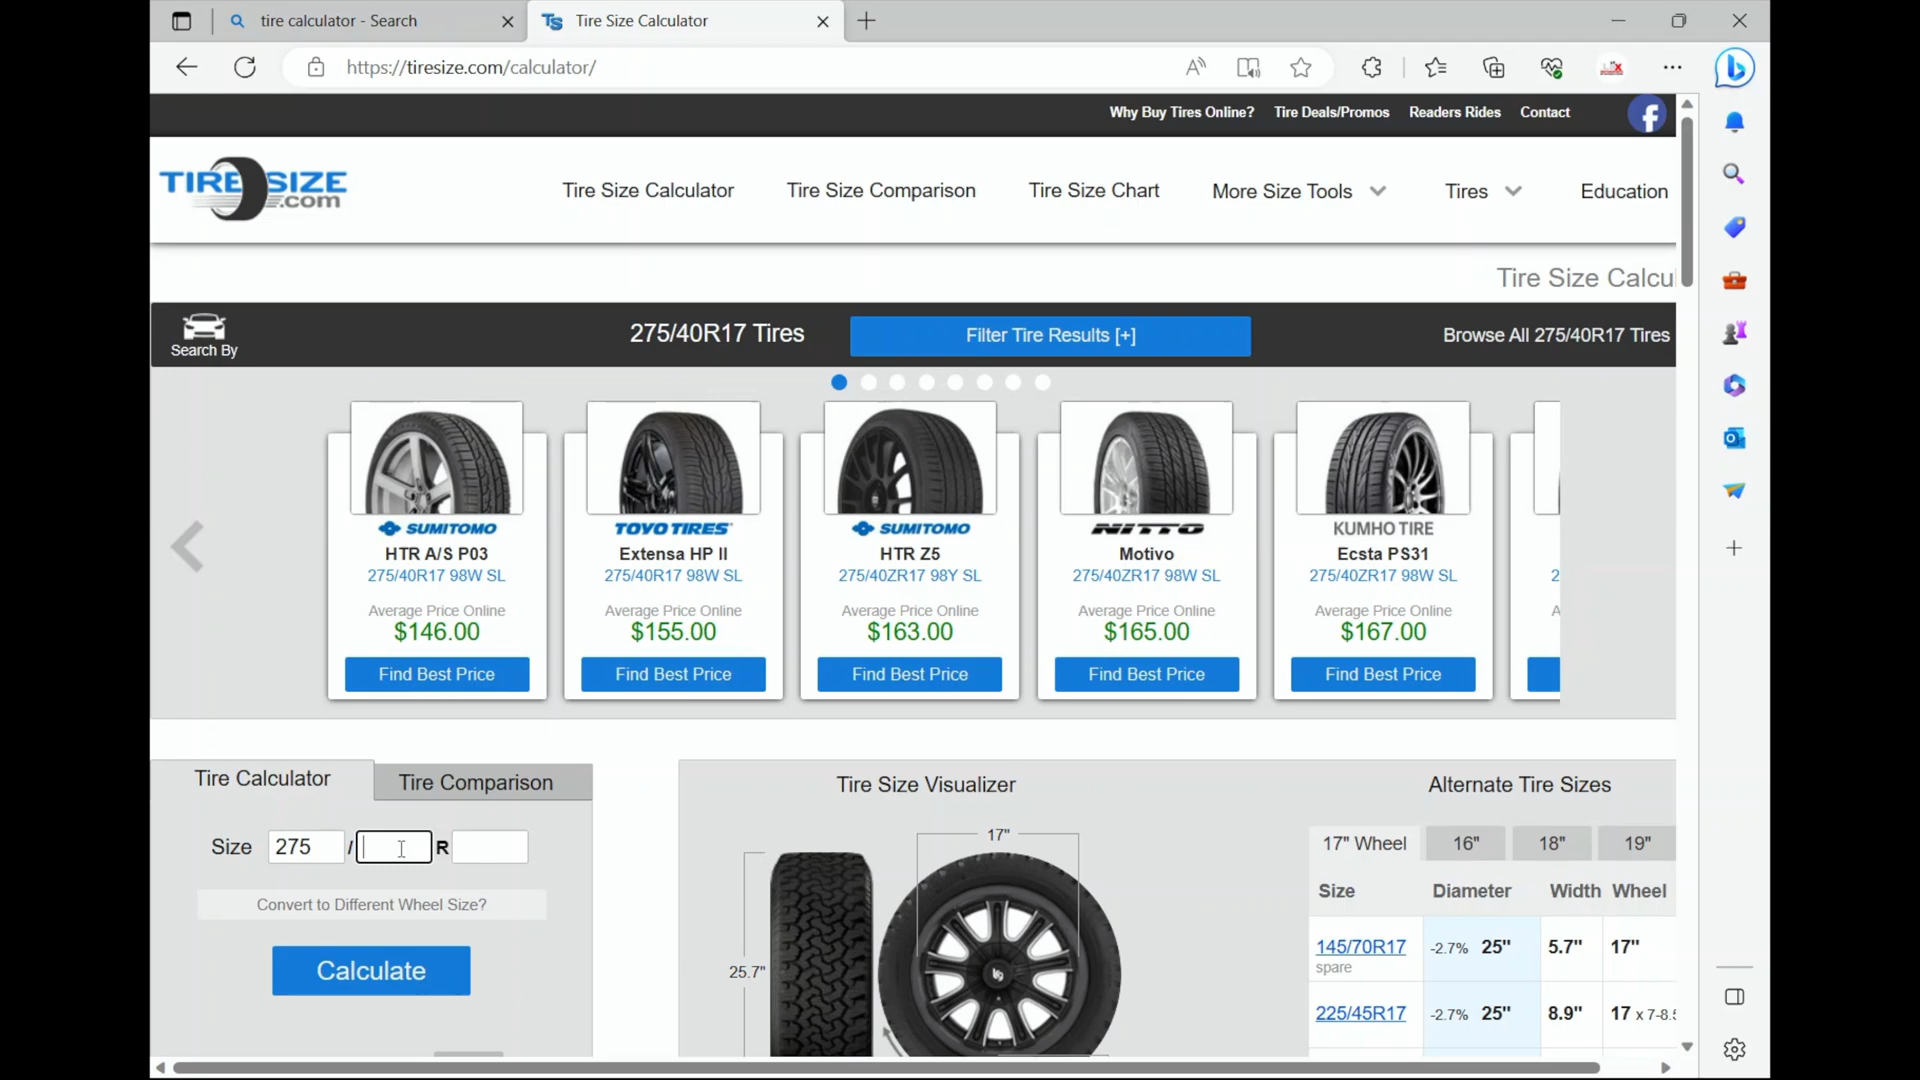 tire calculator - Search
Tire Size Calculator
https://tiresize.com/calculator/
Why Buy Tires Online? Tire Deals/Promos Readers Rides Contact
TIRE SIZE
.com
Tire Size Calculator Tire Size Comparison Tire Size Chart More Size Tools Tires Education
Tire Size Calcu
Search By
275/40R17 Tires
Filter Tire Results [+]
Browse All 275/40R17 Tires
SUMITOMO
HTR A/S P03
275/40R17 98W SL
Average Price Online
$146.00
Find Best Price
TOYO TIRES
Extensa HP II
275/40R17 98W SL
Average Price Online
$155.00
Find Best Price
SUMITOMO
HTR Z5
275/40ZR17 98Y SL
Average Price Online
$163.00
Find Best Price
NITTO
Motivo
275/40ZR17 98W SL
Average Price Online
$165.00
Find Best Price
KUMHO TIRE
Ecsta PS31
275/40ZR17 98W SL
Average Price Online
$167.00
Find Best Price
2
A
Tire Calculator Tire Comparison
Size 275 / R
Convert to Different Wheel Size?
Calculate
Tire Size Visualizer
17"
25.7"
Alternate Tire Sizes
17" Wheel 16" 18" 19"
Size Diameter Width Wheel
145/70R17 -2.7% 25" 5.7" 17"
spare
225/45R17 -2.7% 25" 8.9" 17 x 7-8.5